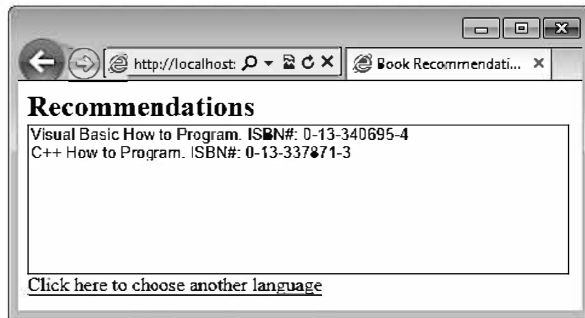 http://localhost:
Book Recommendati...
Recommendations
Visual Basic How to Program. ISBN#: 0-13-340695-4
C++ How to Program. ISBN#: 0-13-337871-3
Click here to choose another language